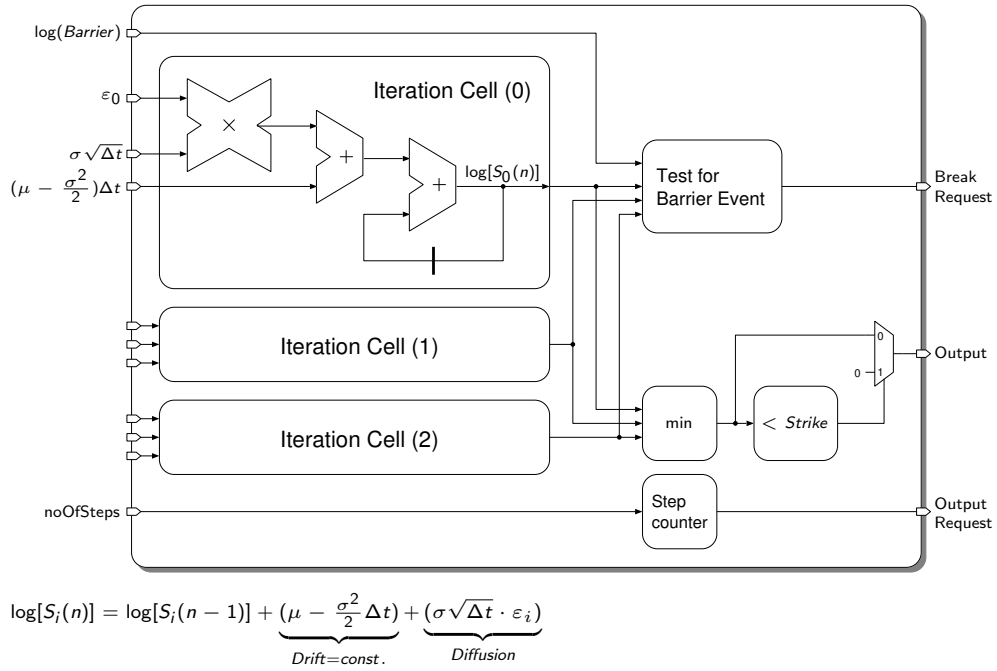 log(Barrier)
Iteration Cell (0)
ε0
×
σ√Δt
+
(μ − σ²/2)Δt
+
log[S0(n)]
Test for
Barrier Event
Break
Request
Iteration Cell (1)
0
Output
0
1
Iteration Cell (2)
min
< Strike
noOfSteps
Step
counter
Output
Request
log[Si(n)] = log[Si(n − 1)] + (μ − σ²/2 Δt) + (σ√Δt · εi)
Drift=const.
Diffusion